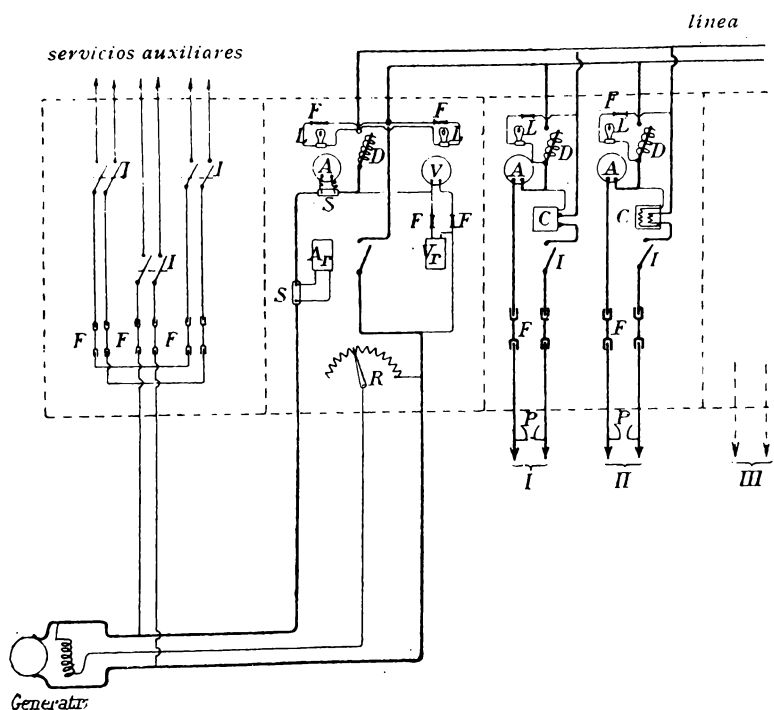 línea
servicios auxiliares
F F
L L
D
A V
S
F F
I I
A r
V r
S
I
F F F
R
L
D
A
C
I
F
P
I
F
L
D
A
C
I
F
P
II
III
Generatr